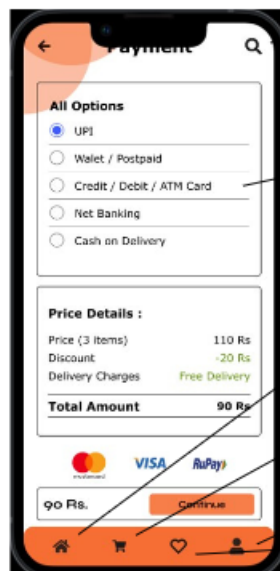 Payment
All Options
UPI
Walet / Postpaid
Credit / Debit / ATM Card
Net Banking
Cash on Delivery
Price Details :
Price (3 items) 110 Rs
Discount -20 Rs
Delivery Charges Free Delivery
Total Amount 90 Rs
mastercard VISA RuPay
90 Rs. Continue